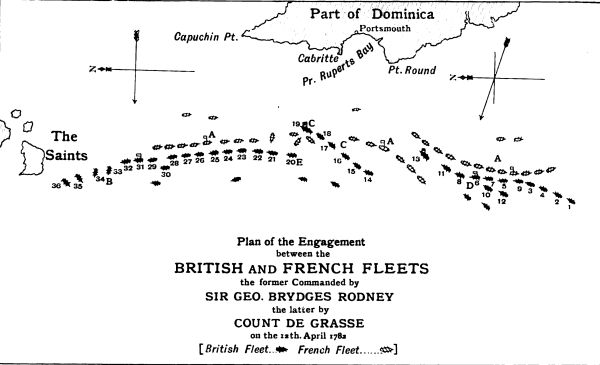 Part of Dominica
Portsmouth
Capuchin Pt.
Cabritte
Pr. Ruperts Bay
Pt. Round
N
N
The
Saints
A
19 C
18
17
C
16
15
14
A
13
A
11
8
D 6
7
5
9
3
4
2
1
10
12
36
35
34
B
33
32
31
29
30
28
27
26
25
24
23
22
21
20 E
Plan of the Engagement
between the
BRITISH AND FRENCH FLEETS
the former Commanded by
SIR GEO. BRYDGES RODNEY
the latter by
COUNT DE GRASSE
on the 12th. April 1782
[British Fleet... French Fleet......]